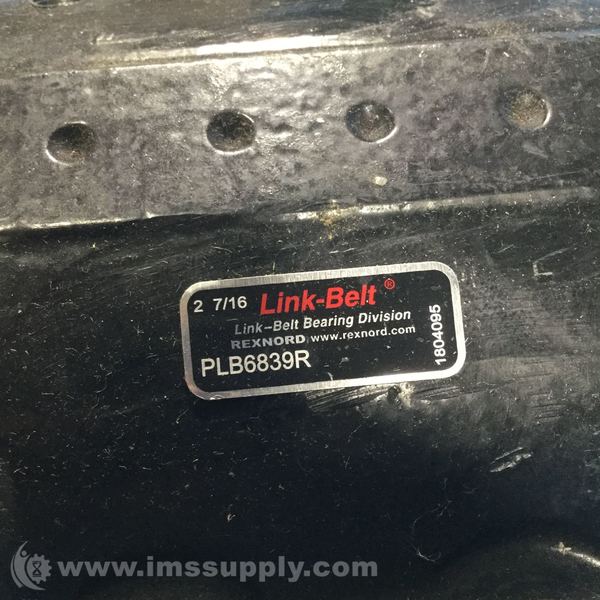 2 7/16 Link-Belt®
Link-Belt Bearing Division
REXNORD www.rexnord.com
PLB6839R
1804095
www.imssupply.com